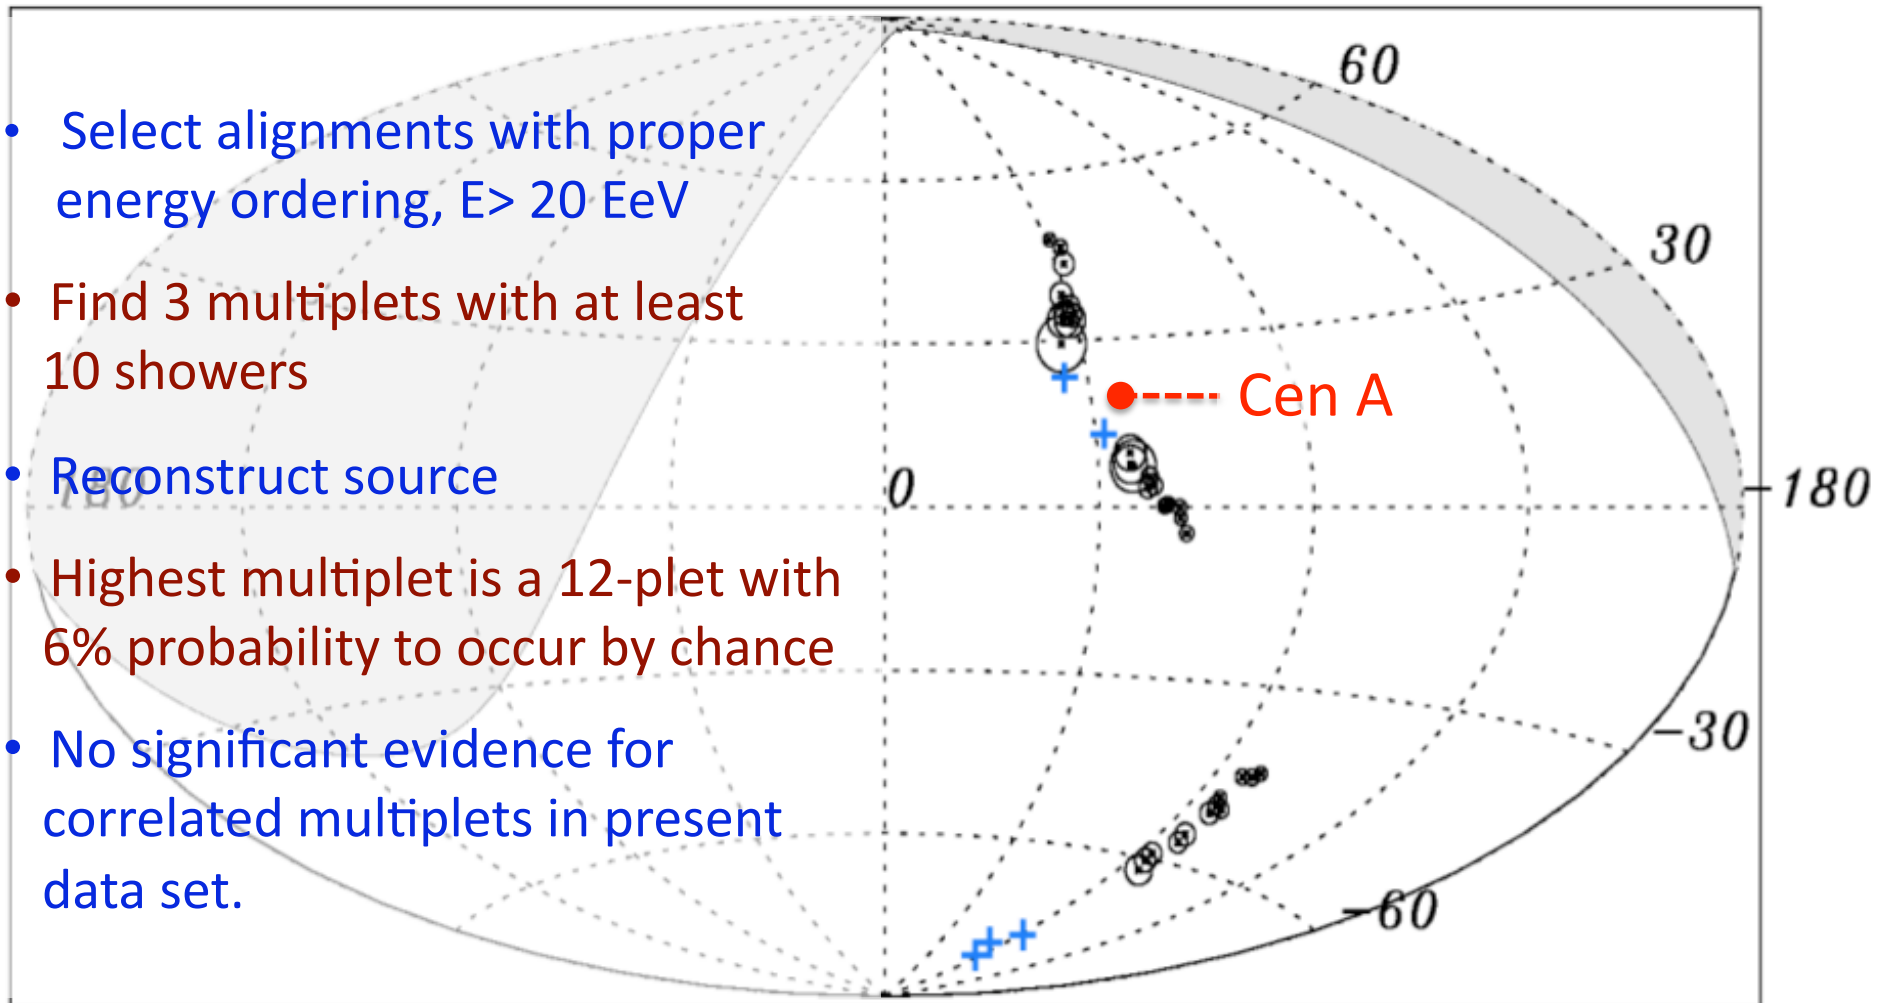 • Select alignments with proper
energy ordering, E> 20 EeV
• Find 3 multiplets with at least
10 showers
• Reconstruct source
• Highest multiplet is a 12-plet with
6% probability to occur by chance
• No significant evidence for
correlated multiplets in present
data set.
60
30
Cen A
180
0
-180
-30
-60